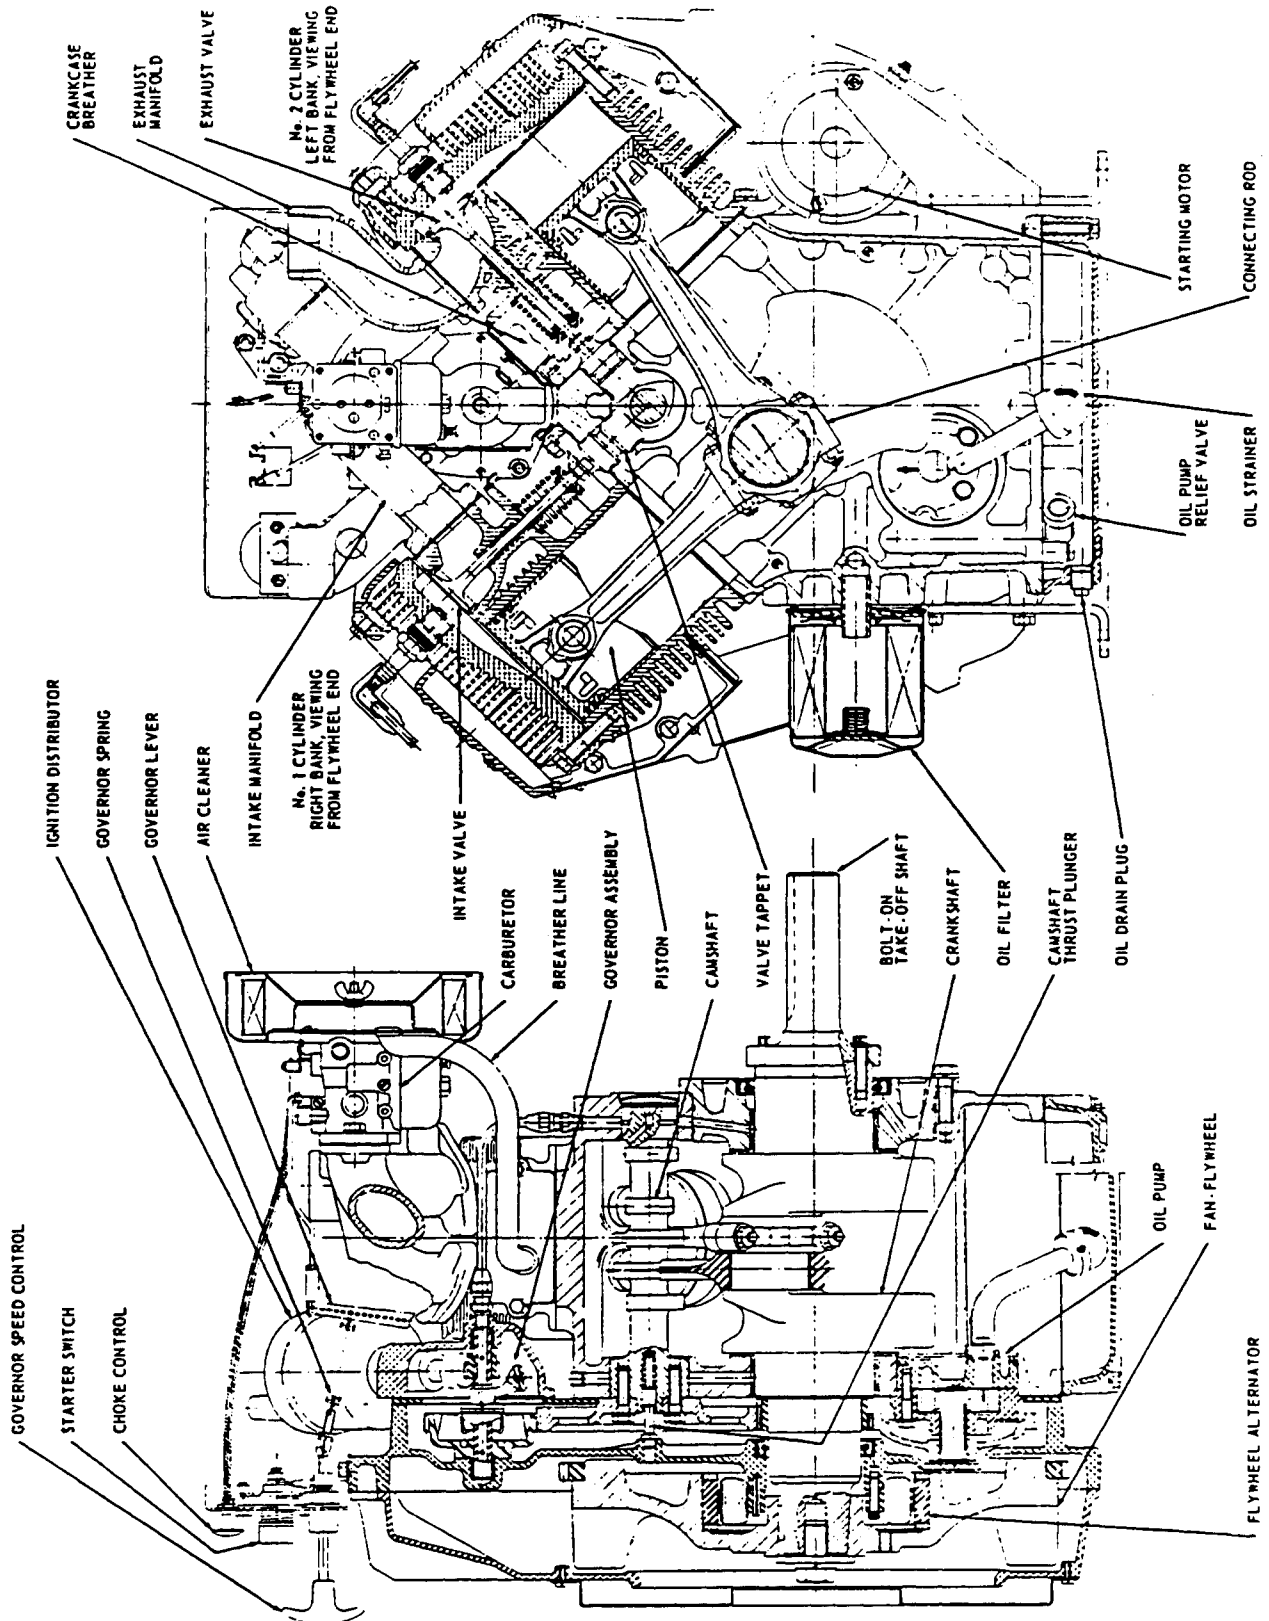 GOVERNOR SPEED CONTROL
STARTER SWITCH
CHOKE CONTROL
IGNITION DISTRIBUTOR
GOVERNOR SPRING
GOVERNOR LEVER
AIR CLEANER
INTAKE MANIFOLD
No. 1 CYLINDER
RIGHT BANK, VIEWING
FROM FLYWHEEL END
CRANKCASE
BREATHER
EXHAUST
MANIFOLD
EXHAUST VALVE
No. 2 CYLINDER
LEFT BANK, VIEWING
FROM FLYWHEEL END
INTAKE VALVE
CARBURETOR
BREATHER LINE
GOVERNOR ASSEMBLY
PISTON
CAMSHAFT
VALVE TAPPET
BOLT-ON
TAKE-OFF SHAFT
CRANKSHAFT
OIL FILTER
CAMSHAFT
THRUST PLUNGER
OIL DRAIN PLUG
OIL PUMP
FAN-FLYWHEEL
FLYWHEEL ALTERNATOR
STARTING MOTOR
CONNECTING ROD
OIL PUMP
RELIEF VALVE
OIL STRAINER